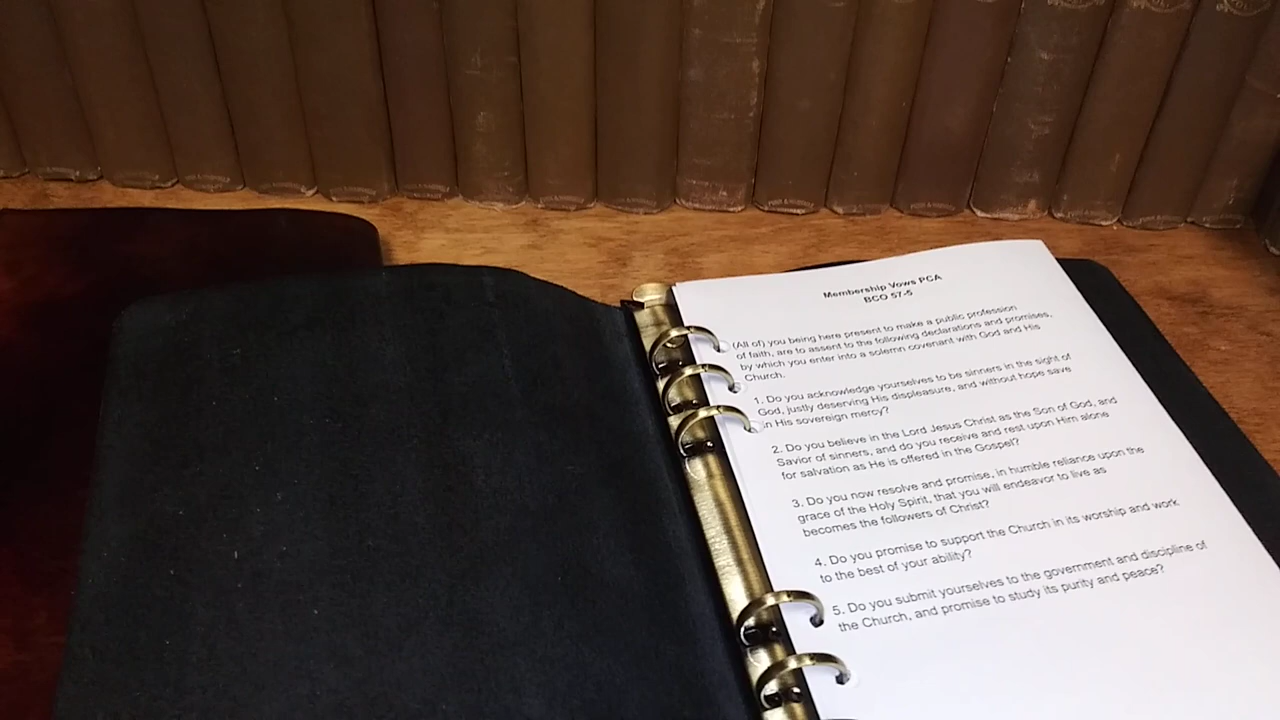 Membership Vows PCA
BCO 57-5
(All of) you being here present to make a public profession
of faith, are to assent to the following declarations and promises,
by which you enter into a solemn covenant with God and His
Church.
1. Do you acknowledge yourselves to be sinners in the sight of
God, justly deserving His displeasure, and without hope save
in His sovereign mercy?
2. Do you believe in the Lord Jesus Christ as the Son of God, and
Savior of sinners, and do you receive and rest upon Him alone
for salvation as He is offered in the Gospel?
3. Do you now resolve and promise, in humble reliance upon the
grace of the Holy Spirit, that you will endeavor to live as
becomes the followers of Christ?
4. Do you promise to support the Church in its worship and work
to the best of your ability?
5. Do you submit yourselves to the government and discipline of
the Church, and promise to study its purity and peace?